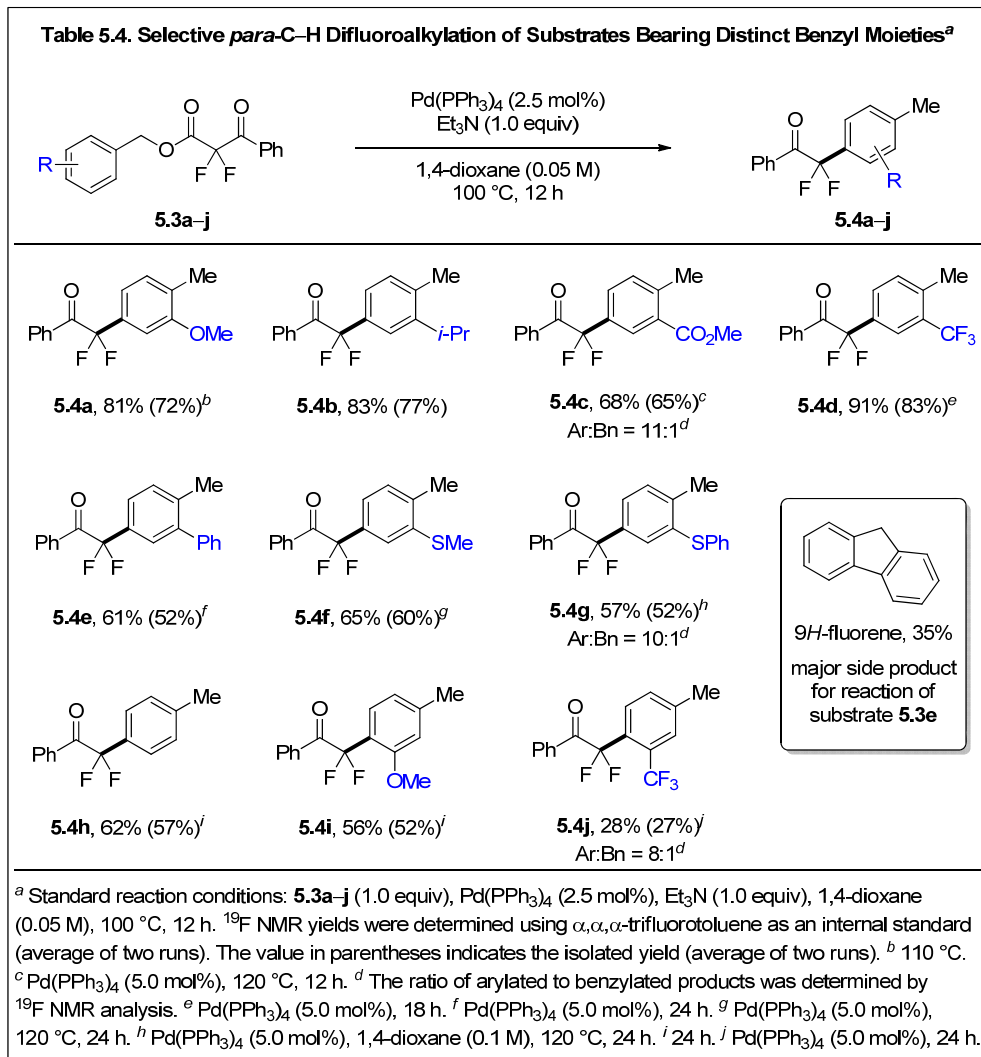 Table 5.4. Selective para-C–H Difluoroalkylation of Substrates Bearing Distinct Benzyl Moieties^a
Pd(PPh3)4 (2.5 mol%)
Et3N (1.0 equiv)
1,4-dioxane (0.05 M)
100 °C, 12 h
R
O
O
O
F F
Ph
5.3a–j
Ph
O
F F
Me
R
5.4a–j
Ph
O
F F
Me
OMe
5.4a, 81% (72%)^b
Ph
O
F F
Me
i-Pr
5.4b, 83% (77%)
Ph
O
F F
Me
CO2Me
5.4c, 68% (65%)^c
Ar:Bn = 11:1^d
Ph
O
F F
Me
CF3
5.4d, 91% (83%)^e
Ph
O
F F
Me
Ph
5.4e, 61% (52%)^f
Ph
O
F F
Me
SMe
5.4f, 65% (60%)^g
Ph
O
F F
Me
SPh
5.4g, 57% (52%)^h
Ar:Bn = 10:1^d
9H-fluorene, 35%
major side product
for reaction of
substrate 5.3e
Ph
O
F F
Me
5.4h, 62% (57%)^i
Ph
O
F F
Me
OMe
5.4i, 56% (52%)^i
Ph
O
F F
Me
CF3
5.4j, 28% (27%)^j
Ar:Bn = 8:1^d
^a Standard reaction conditions: 5.3a–j (1.0 equiv), Pd(PPh3)4 (2.5 mol%), Et3N (1.0 equiv), 1,4-dioxane
(0.05 M), 100 °C, 12 h. ^19F NMR yields were determined using α,α,α-trifluorotoluene as an internal standard
(average of two runs). The value in parentheses indicates the isolated yield (average of two runs). ^b 110 °C.
^c Pd(PPh3)4 (5.0 mol%), 120 °C, 12 h. ^d The ratio of arylated to benzylated products was determined by
^19F NMR analysis. ^e Pd(PPh3)4 (5.0 mol%), 18 h. ^f Pd(PPh3)4 (5.0 mol%), 24 h. ^g Pd(PPh3)4 (5.0 mol%),
120 °C, 24 h. ^h Pd(PPh3)4 (5.0 mol%), 1,4-dioxane (0.1 M), 120 °C, 24 h. ^i 24 h. ^j Pd(PPh3)4 (5.0 mol%), 24 h.